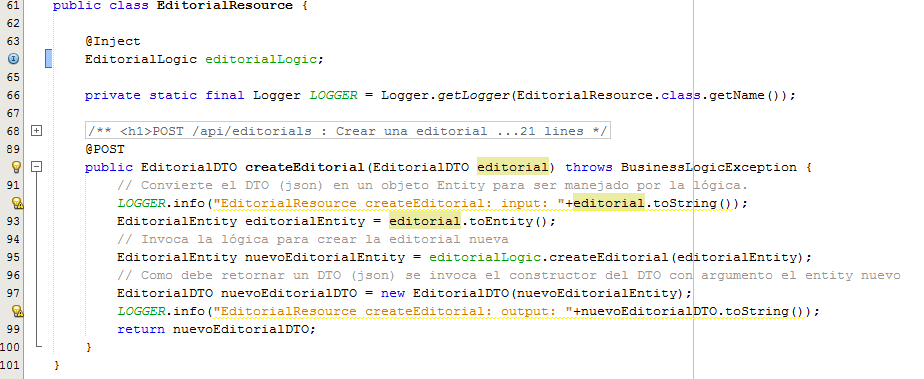 61 public class EditorialResource {
62
63 @Inject
EditorialLogic editorialLogic;
65
66 private static final Logger LOGGER = Logger.getLogger(EditorialResource.class.getName());
67
68 /** <h1>POST /api/editorials : Crear una editorial ...21 lines */
89 @POST
public EditorialDTO createEditorial(EditorialDTO editorial) throws BusinessLogicException {
91 // Convierte el DTO (json) en un objeto Entity para ser manejado por la lógica.
LOGGER.info("EditorialResource createEditorial: input: "+editorial.toString());
93 EditorialEntity editorialEntity = editorial.toEntity();
94 // Invoca la lógica para crear la editorial nueva
95 EditorialEntity nuevoEditorialEntity = editorialLogic.createEditorial(editorialEntity);
96 // Como debe retornar un DTO (json) se invoca el constructor del DTO con argumento el entity nuevo
97 EditorialDTO nuevoEditorialDTO = new EditorialDTO(nuevoEditorialEntity);
LOGGER.info("EditorialResource createEditorial: output: "+nuevoEditorialDTO.toString());
99 return nuevoEditorialDTO;
100 }
101 }